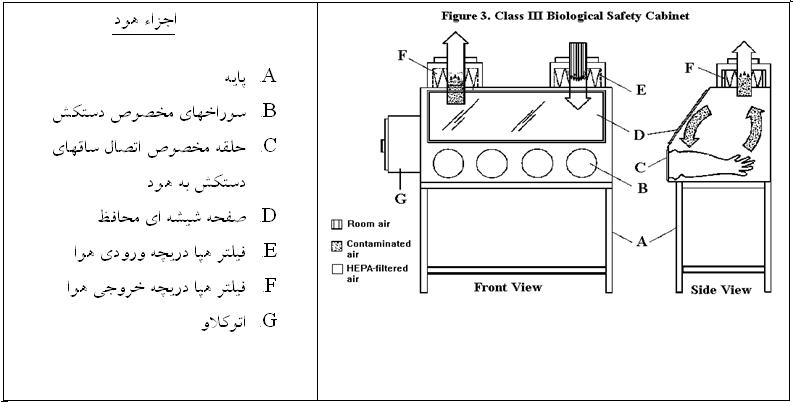 اجزاء هود
A پایه
B. سوراخهای مخصوص دستکش
C. حلقه مخصوص اتصال ساقهای
دستکش به هود
D صفحه شیشه ای محافظ
E. فیلتر هپا دریچه ورودی هوا
F. فیلتر هپا دریچه خروجی هوا
G. اتوکلاو
Figure 3. Class III Biological Safety Cabinet
F
E
D
C
B
G
A
F
Room air
Contaminated
air
HEPA-filtered
air
Front View
Side View